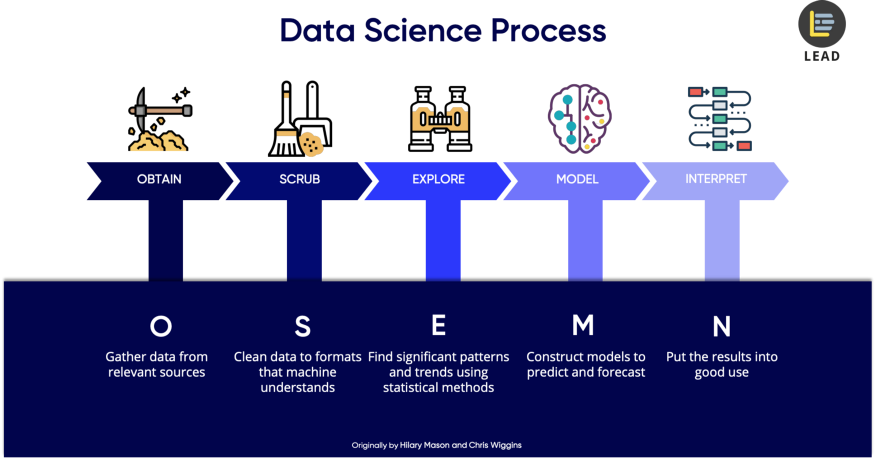 Data Science Process
LEAD
OBTAIN
SCRUB
EXPLORE
MODEL
INTERPRET
O
Gather data from
relevant sources
S
Clean data to formats
that machine
understands
E
Find significant patterns
and trends using
statistical methods
M
Construct models to
predict and forecast
N
Put the results into
good use
Originally by Hilary Mason and Chris Wiggins